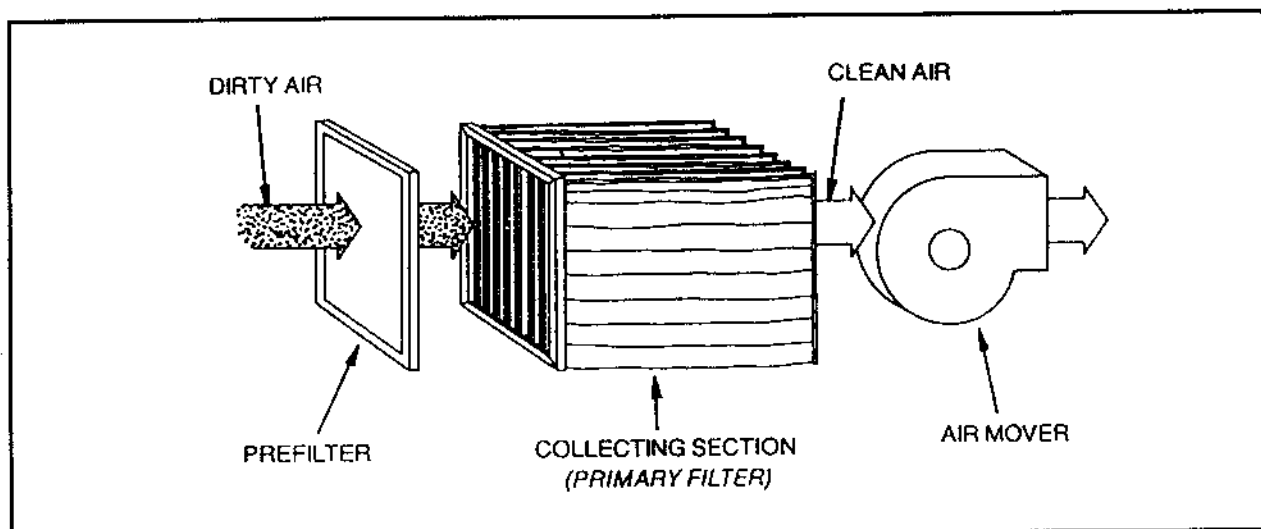 DIRTY AIR
CLEAN AIR
PREFILTER
COLLECTING SECTION
(PRIMARY FILTER)
AIR MOVER